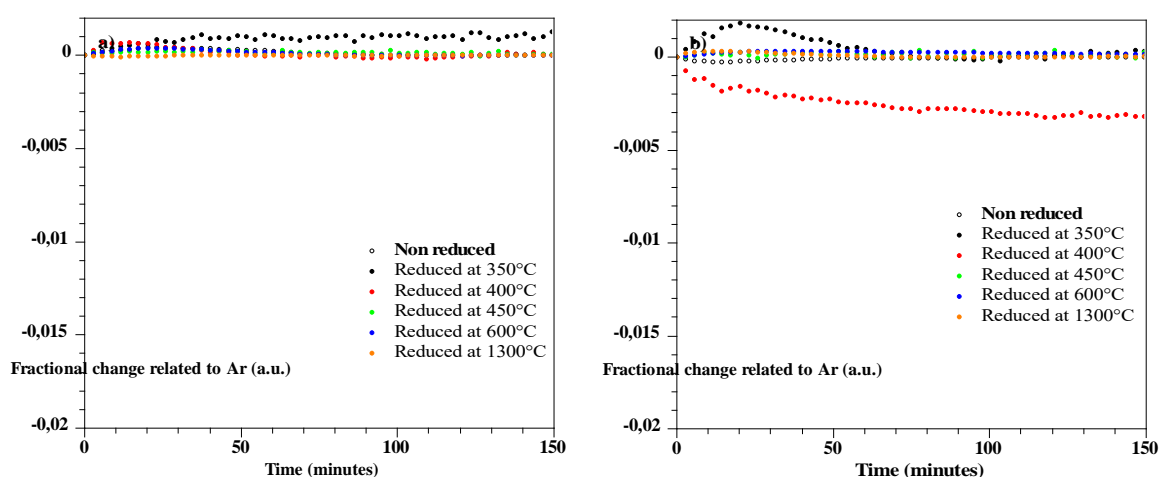 a)
0
-0,005
-0,01
-0,015
-0,02
Non reduced
Reduced at 350°C
Reduced at 400°C
Reduced at 450°C
Reduced at 600°C
Reduced at 1300°C
Fractional change related to Ar (a.u.)
0
50
100
150
Time (minutes)
b)
0
-0,005
-0,01
-0,015
-0,02
Non reduced
Reduced at 350°C
Reduced at 400°C
Reduced at 450°C
Reduced at 600°C
Reduced at 1300°C
Fractional change related to Ar (a.u.)
0
50
100
150
Time (minutes)